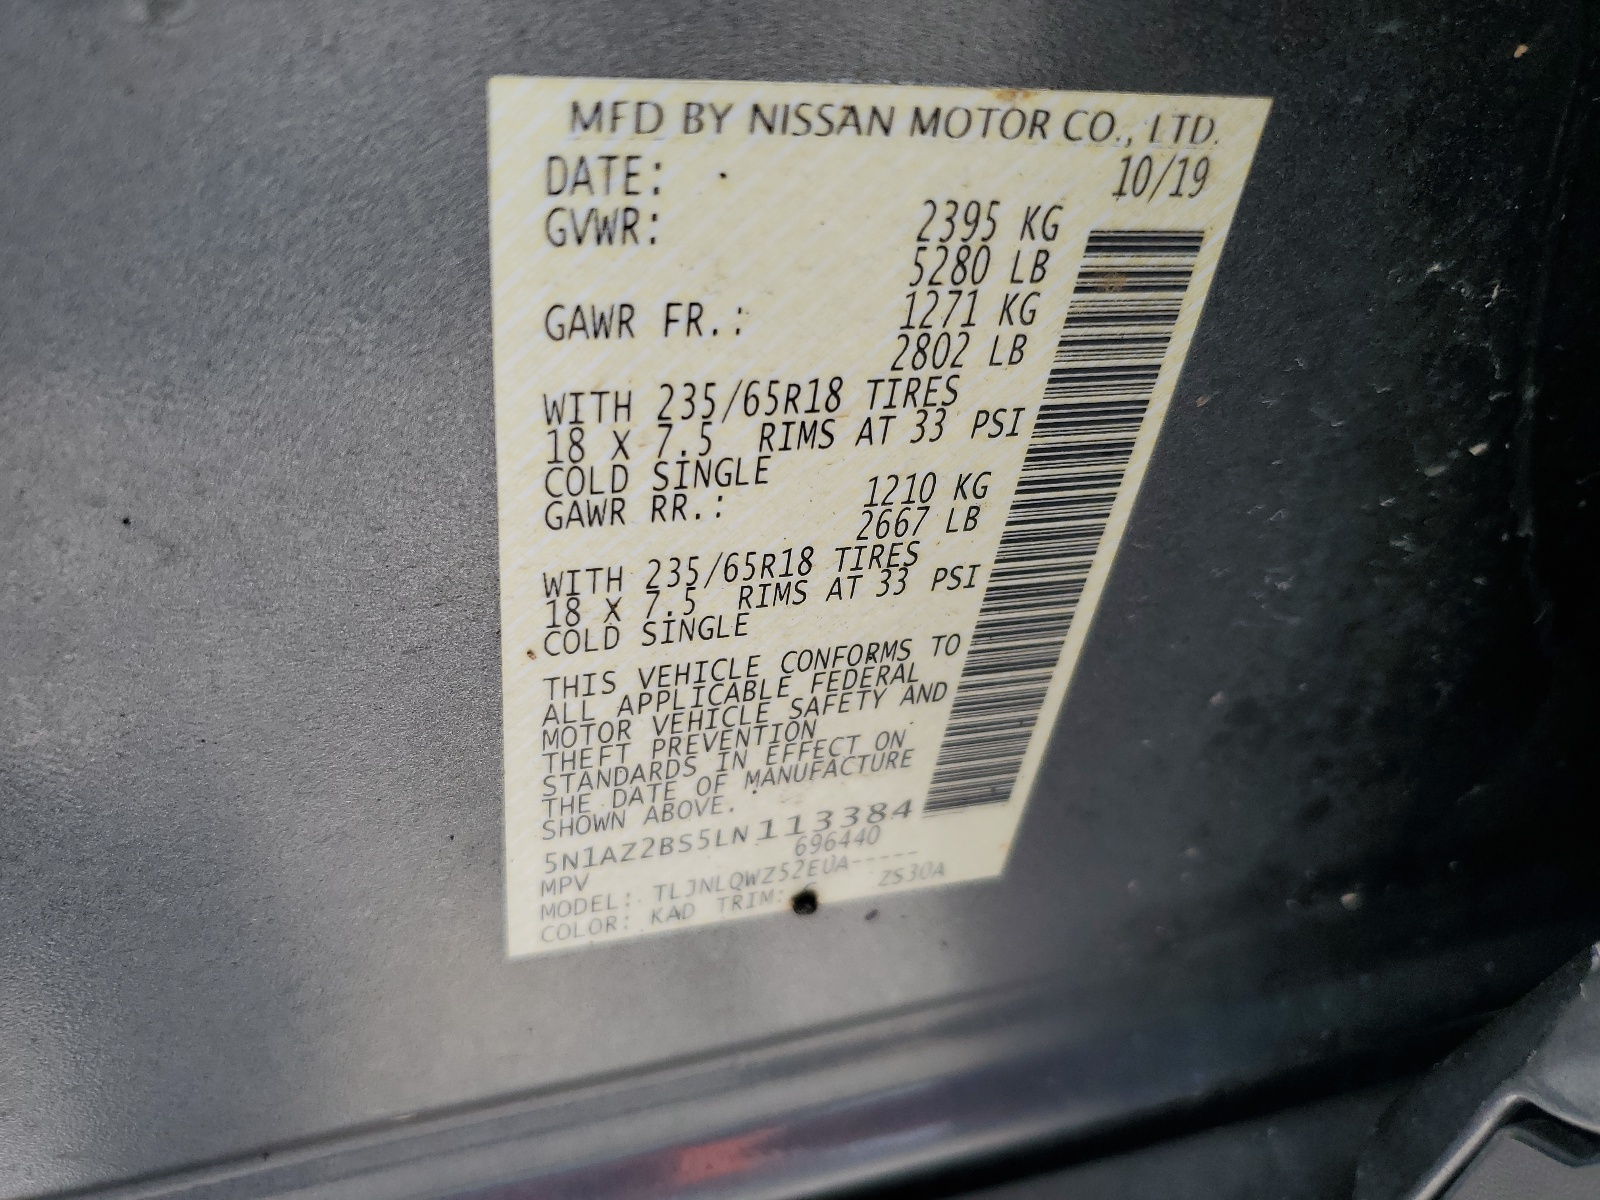 MFD BY NISSAN MOTOR CO., LTD.
DATE: 10/19
GVWR: 2395 KG
5280 LB
GAWR FR.: 1271 KG
2802 LB
WITH 235/65R18 TIRES
18 X 7.5 RIMS AT 33 PSI
COLD SINGLE
GAWR RR.: 1210 KG
2667 LB
WITH 235/65R18 TIRES
18 X 7.5 RIMS AT 33 PSI
COLD SINGLE
THIS VEHICLE CONFORMS TO
ALL APPLICABLE FEDERAL
MOTOR VEHICLE SAFETY AND
THEFT PREVENTION
STANDARDS IN EFFECT ON
THE DATE OF MANUFACTURE
SHOWN ABOVE.
5N1AZ2BS5LN113384
MPV 696440
MODEL: TLJNLQWZ52EUA-----
COLOR: KAD TRIM: ZS30A